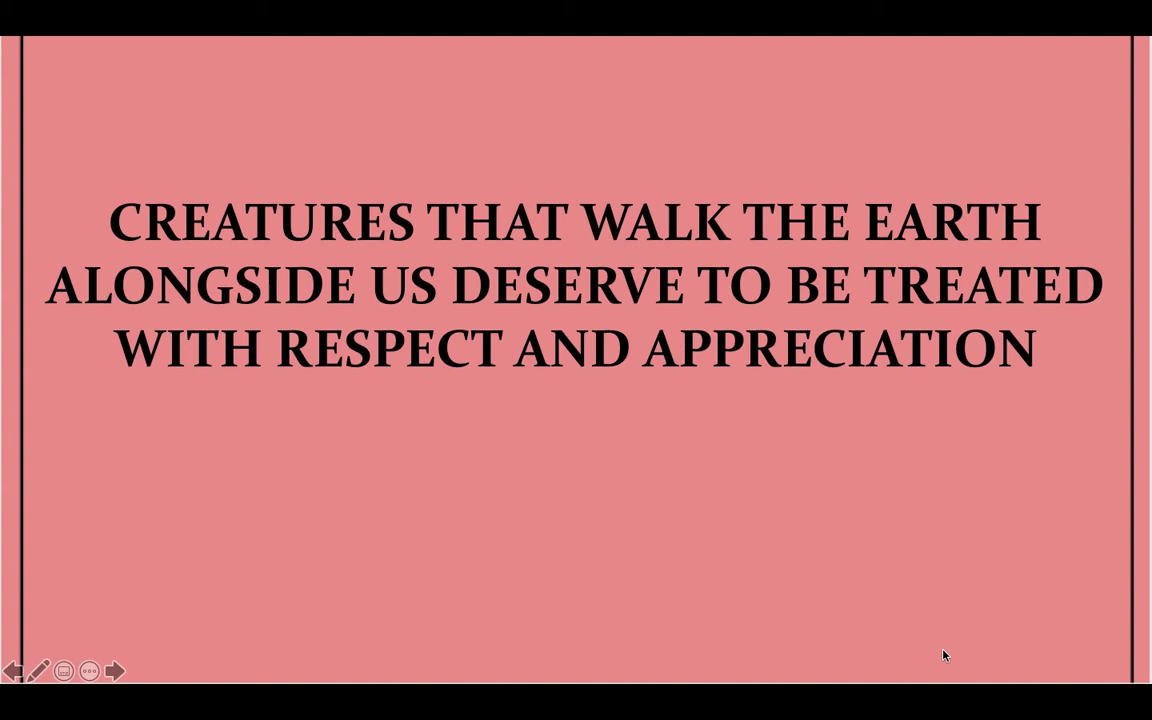 CREATURES THAT WALK THE EARTH
ALONGSIDE US DESERVE TO BE TREATED
WITH RESPECT AND APPRECIATION